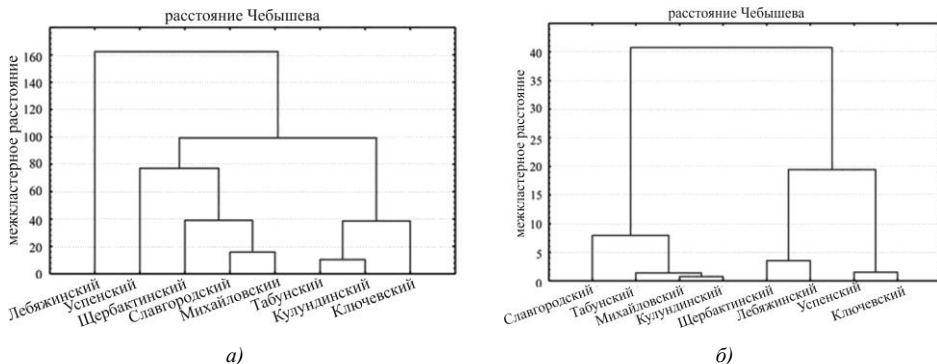 расстояние Чебышева
межкластерное расстояние
160
140
120
100
80
60
40
20
0
Лебяжинский
Успенский
Щербактинский
Славгородский
Михайловски
Табунский
Кулундинский
Ключевский
а)
расстояние Чебышева
межкластерное расстояние
40
35
30
25
20
15
10
5
0
Славгородский
Табунский
Михайловский
Кулундинский
Щербактинский
Лебяжинский
Успенский
Ключевский
б)